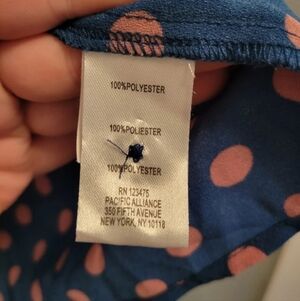 100%POLYESTER
100%POLIESTER
100%POLYESTER
RN 123475
PACIFIC ALLIANCE
350 FIFTH AVENUE
NEW YORK, NY,10118